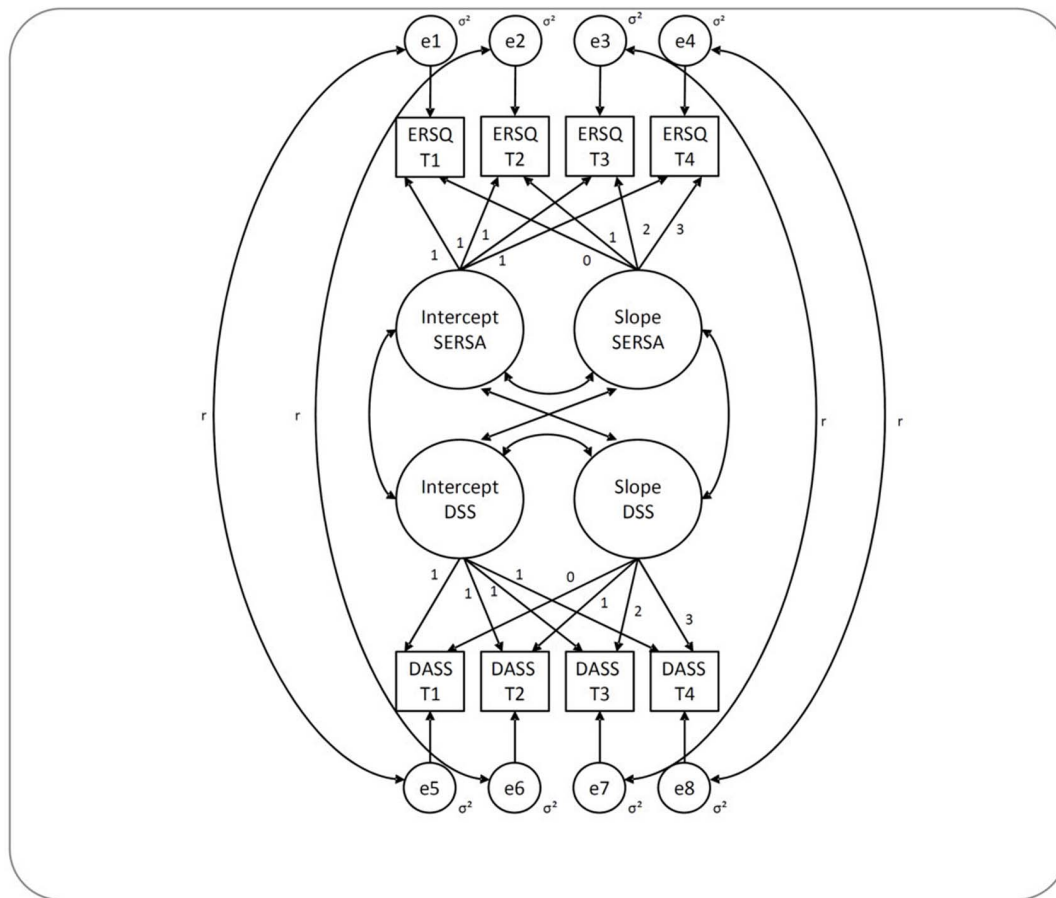 σ²
σ²
σ²
σ²
e1
e2
e3
e4
ERSQ
T1
ERSQ
T2
ERSQ
T3
ERSQ
T4
1
1
1
1
0
1
2
3
Intercept
SERSA
Slope
SERSA
r
r
r
r
Intercept
DSS
Slope
DSS
1
1
1
1
0
1
2
3
DASS
T1
DASS
T2
DASS
T3
DASS
T4
e5
e6
e7
e8
σ²
σ²
σ²
σ²